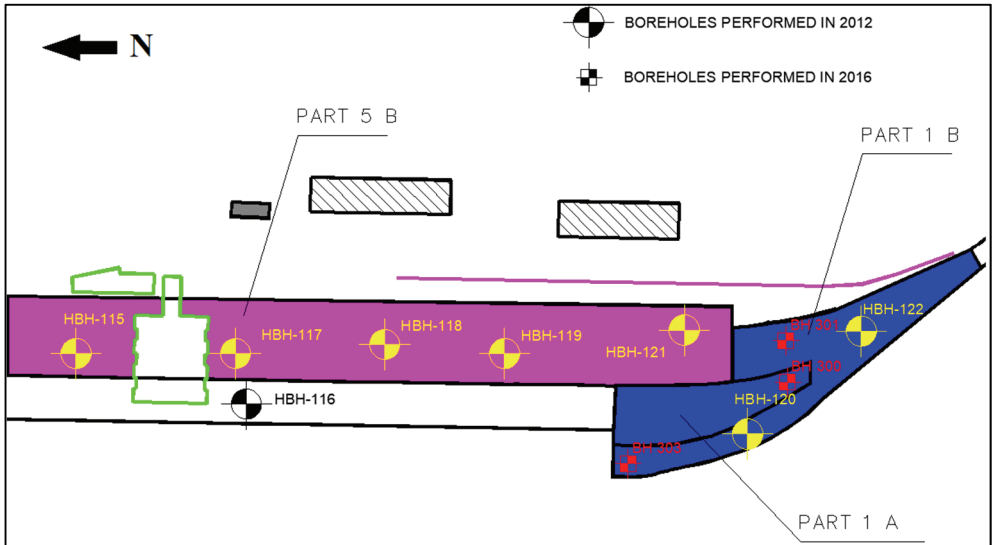 BOREHOLES PERFORMED IN 2012
N
BOREHOLES PERFORMED IN 2016
PART 5 B
PART 1 B
HBH-115
HBH-117
HBH-118
HBH-119
HBH-121
BH 301
HBH-122
BH 300
HBH-116
HBH-120
BH 303
PART 1 A